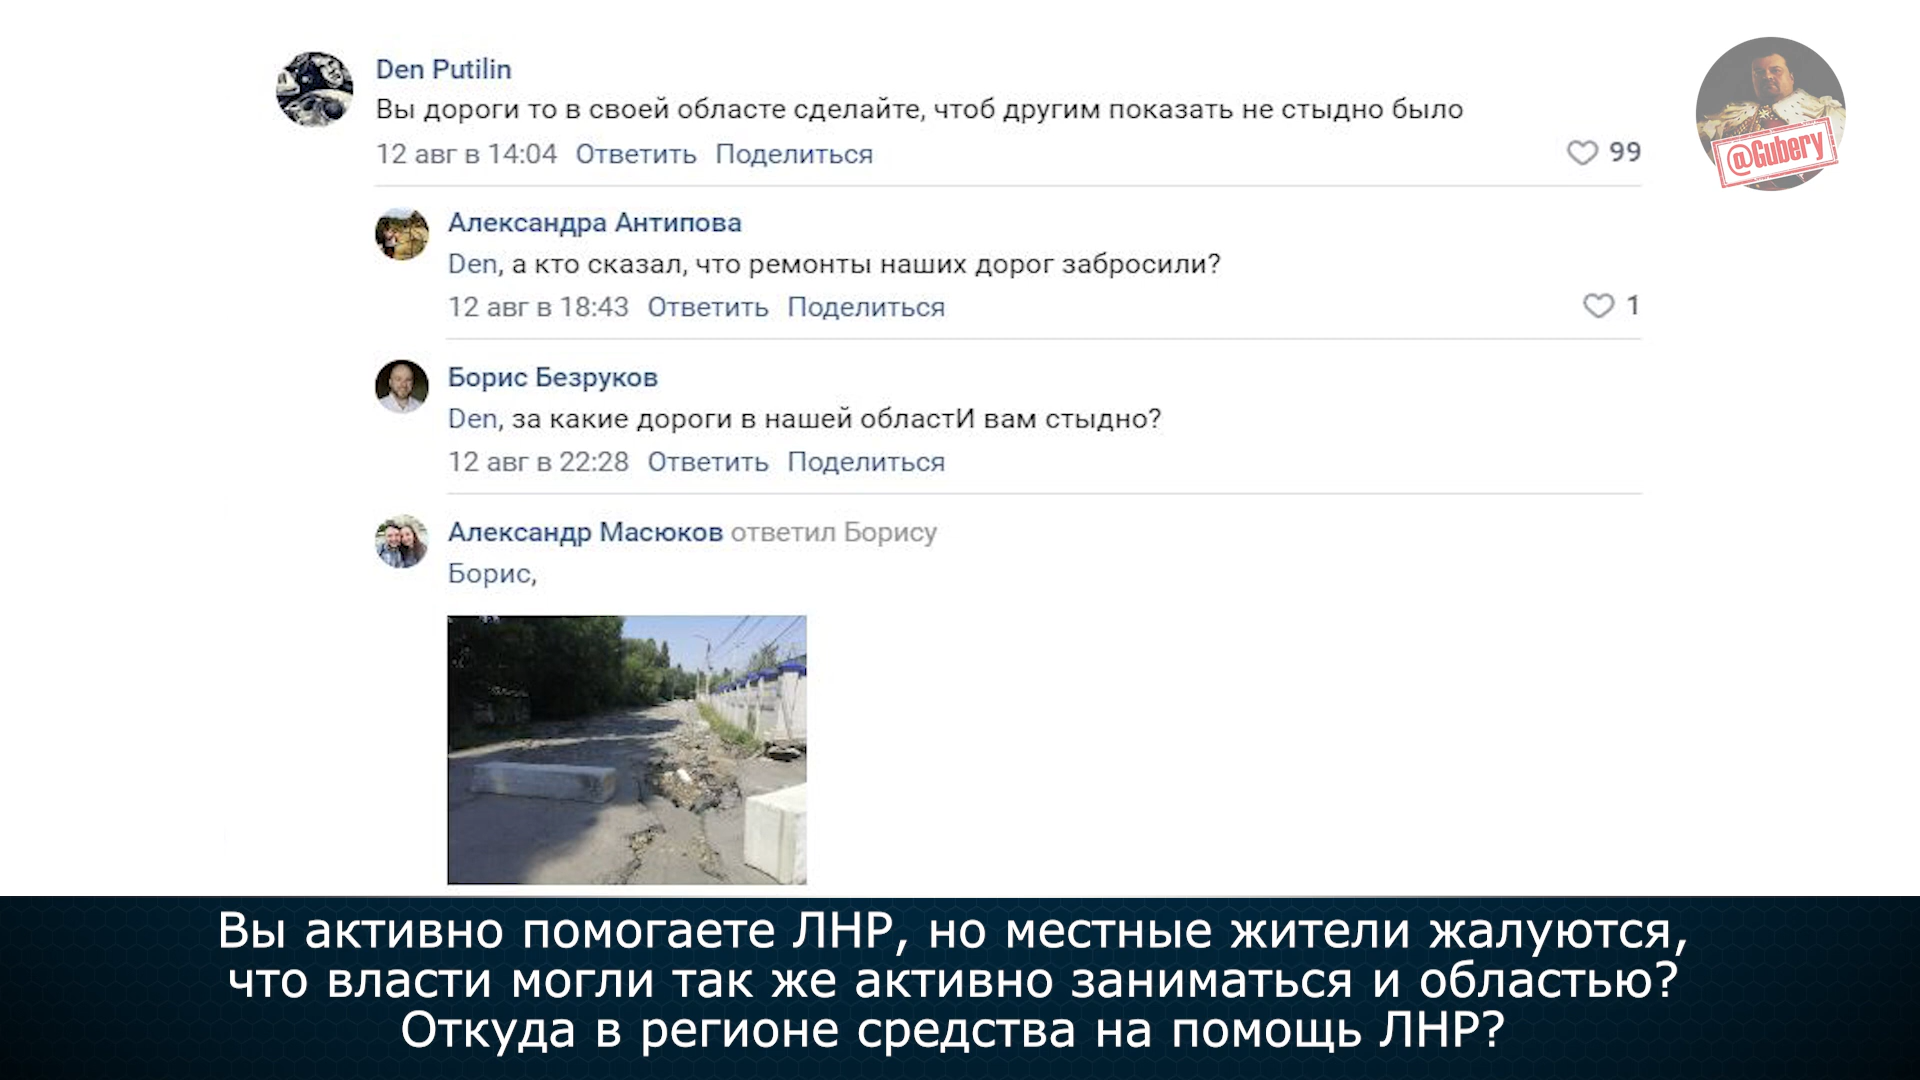 Den Putilin
Вы дороги то в своей областе сделайте, чтоб другим показать не стыдно было
12 авг в 14:04 Ответить Поделиться
99
@Gubery
Александра Антипова
Den, а кто сказал, что ремонты наших дорог забросили?
12 авг в 18:43 Ответить Поделиться
1
Борис Безруков
Den, за какие дороги в нашей областИ вам стыдно?
12 авг в 22:28 Ответить Поделиться
Александр Масюков ответил Борису
Борис,
Вы активно помогаете ЛНР, но местные жители жалуются,
что власти могли так же активно заниматься и областью?
Откуда в регионе средства на помощь ЛНР?